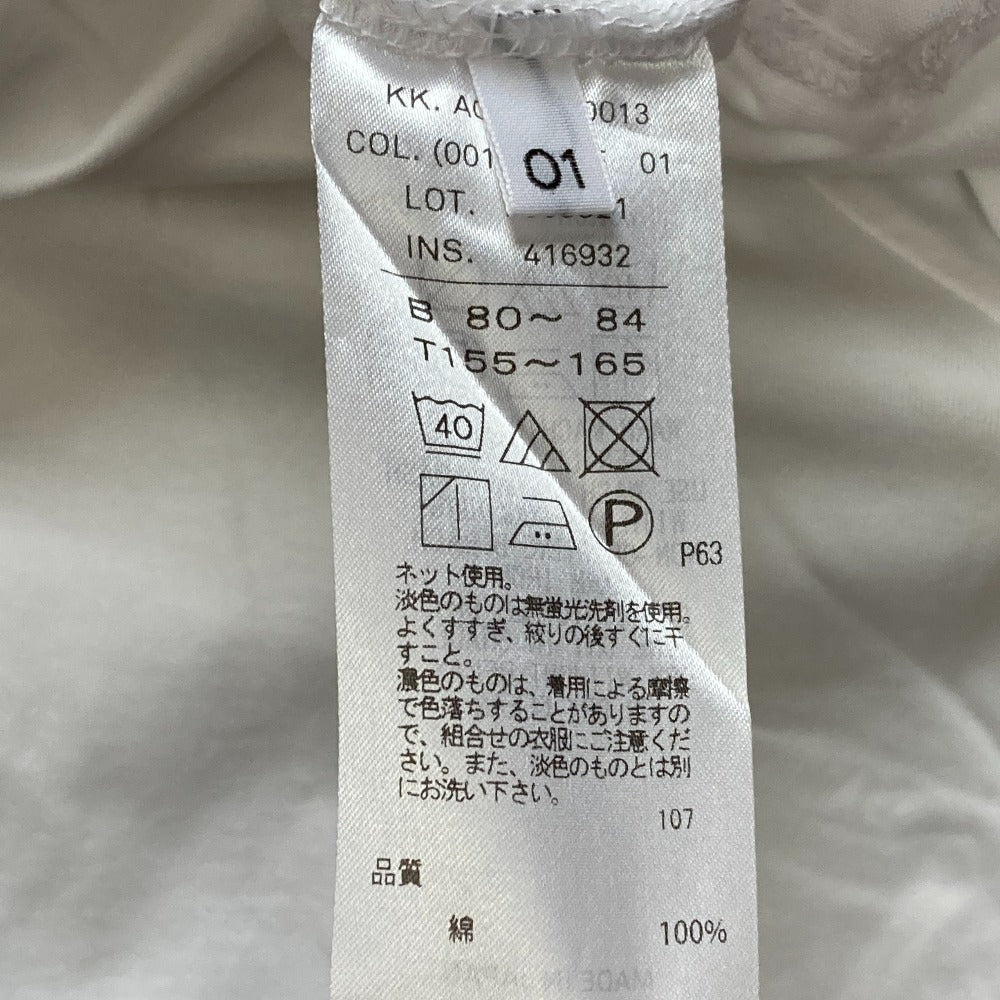 KK. 0013
COL. (001 01
01
LOT.
INS. 416932
B 80～ 84
T155～165
40
P
P63
ネット使用。
淡色のものは無蛍光洗剤を使用。
よくすすぎ、絞りの後すぐに干
すこと。
濃色のものは、着用による摩擦
で色落ちすることがありますの
で、組合せの衣服にご注意くだ
さい。また、淡色のものとは別
にお洗い下さい。
107
品質
綿 100%